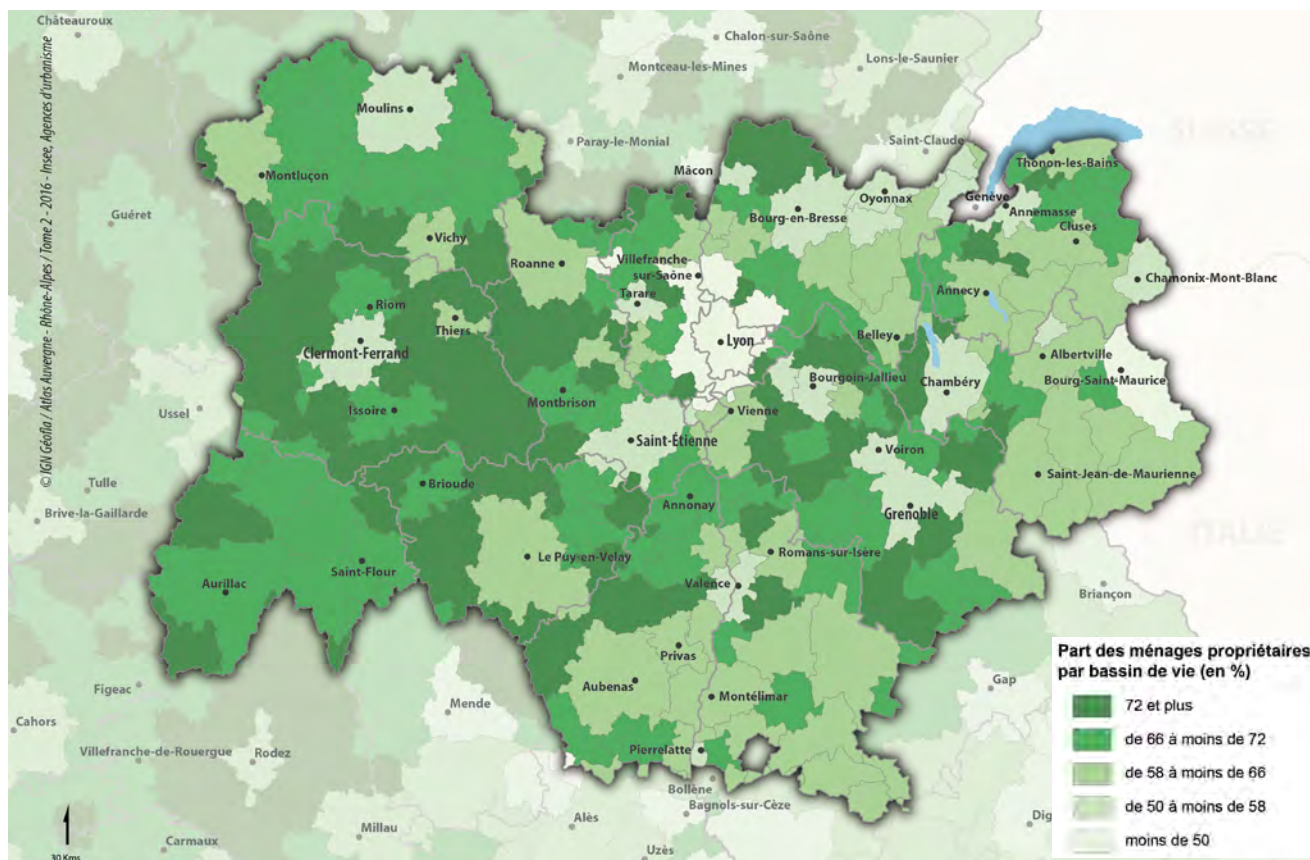 Châteauroux
Chalon-sur-Saône
Montceau-les-Mines
Lons-le-Saunier
Moulins
Paray-le-Monial
Saint-Claude
SUISSE
Thonon-les-Bains
Mâcon
Montluçon
Oyonnax
Genève
Guéret
Bourg-en-Bresse
Annemasse
Cluses
Vichy
Roanne
Villefranche-
sur-Saône
Chamonix-Mont-Blanc
Tarare
Annecy
Riom
Thiers
Belley
Lyon
Clermont-Ferrand
Albertville
Bourgoin-Jallieu
Chambéry
Bourg-Saint-Maurice
Ussel
Issoire
Montbrison
Vienne
Saint-Étienne
Voiron
Saint-Jean-de-Maurienne
Tulle
Brioude
Annonay
Grenoble
Brive-la-Gaillarde
ITALIE
Le Puy-en-Velay
Romans-sur-Isère
Saint-Flour
Aurillac
Valence
Briançon
Privas
Figeac
Aubenas
Montélimar
Gap
Mende
Cahors
Villefranche-de-Rouergue
Rodez
Pierrelatte
Bollène
Bagnols-sur-Cèze
Alès
Millau
Carmaux
Uzès
Dig
30 Kms
© IGN Géofla / Atlas Auvergne - Rhône-Alpes / Tome 2 - 2016 - Insee, Agences d'urbanisme
Part des ménages propriétaires
par bassin de vie (en %)
72 et plus
de 66 à moins de 72
de 58 à moins de 66
de 50 à moins de 58
moins de 50